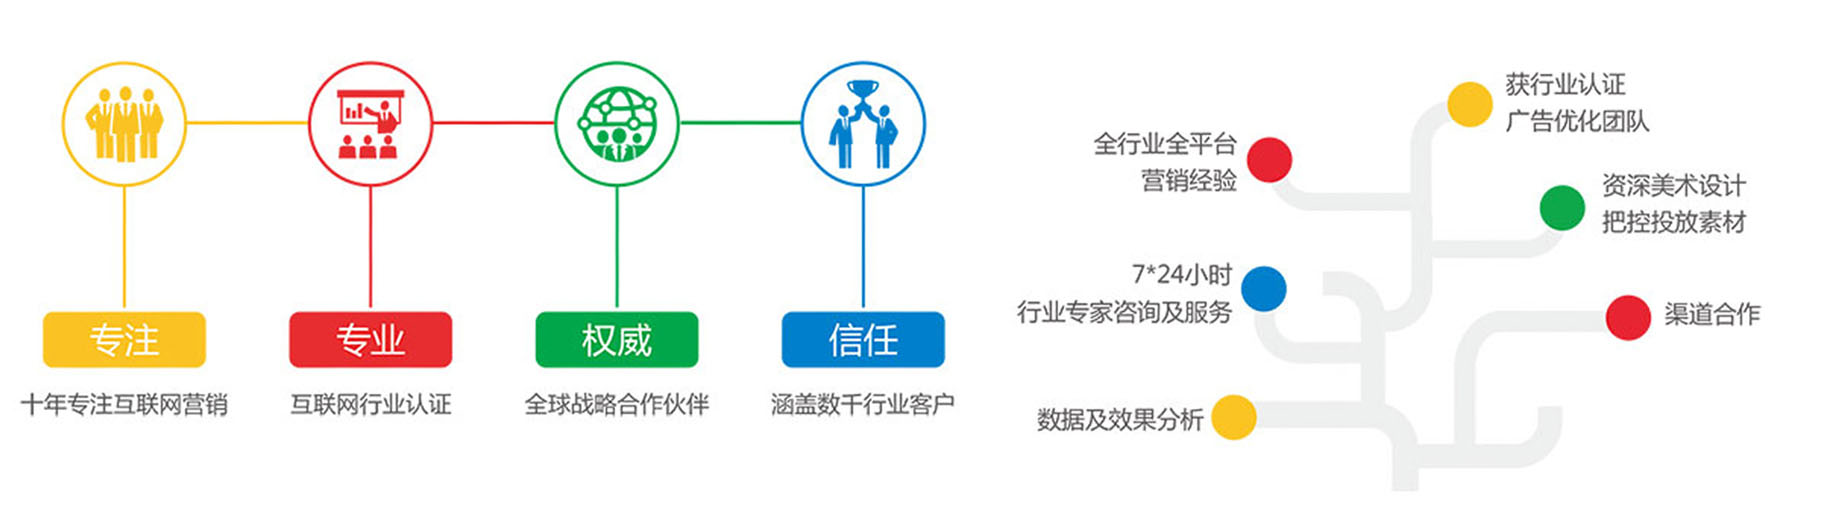 专注
专业
权威
信任
十年专注互联网营销
互联网行业认证
全球战略合作伙伴
涵盖数千行业客户
获行业认证
广告优化团队
全行业全平台
营销经验
资深美术设计
把控投放素材
7*24小时
行业专家咨询及服务
渠道合作
数据及效果分析